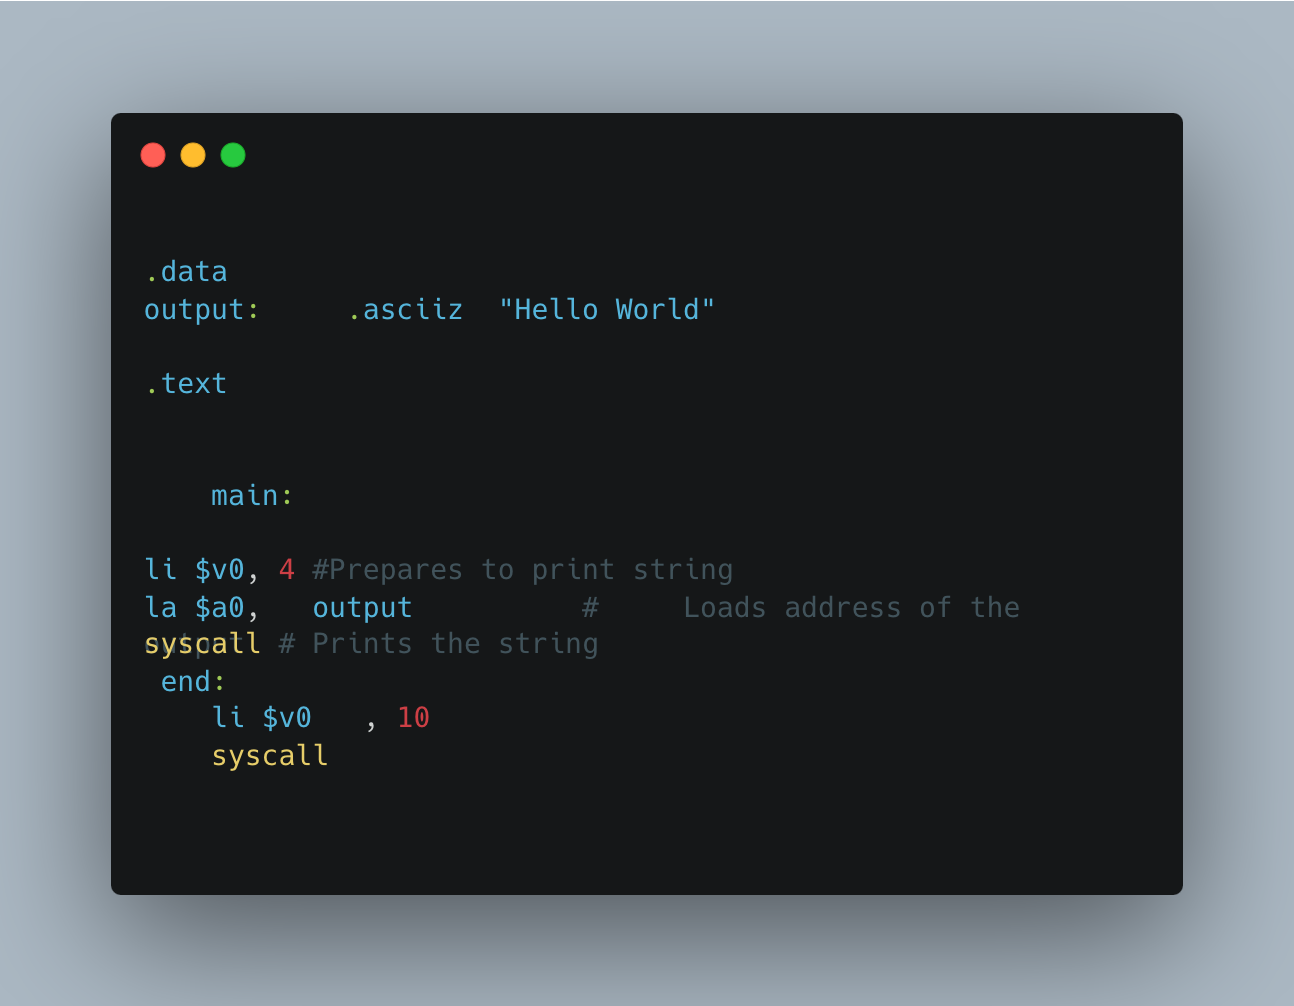 .data
output:     .asciiz  "Hello World"
.text
main:
li $v0, 4 #Prepares to print string
la $a0,   output          #     Loads address of the
syscall # Prints the string
end:
li $v0   , 10
syscall